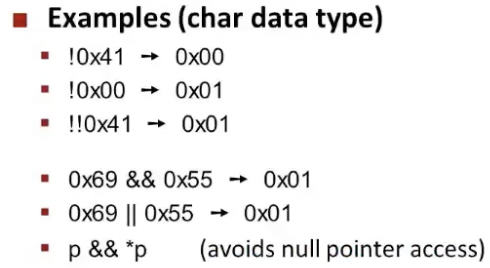 Examples (char data type)
!0x41 → 0x00
!0x00 → 0x01
!!0x41 → 0x01
0x69 && 0x55 → 0x01
0x69 || 0x55 → 0x01
p && *p (avoids null pointer access)